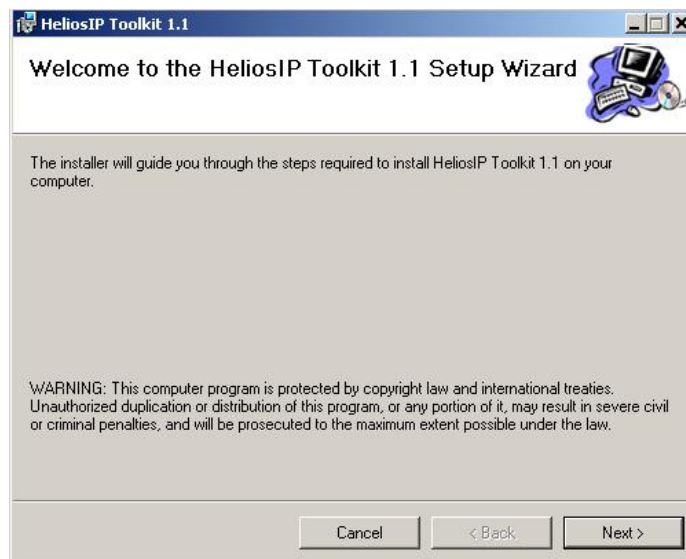 HeliosIP Toolkit 1.1
Welcome to the HeliosIP Toolkit 1.1 Setup Wizard
The installer will guide you through the steps required to install HeliosIP Toolkit 1.1 on your
computer.
WARNING: This computer program is protected by copyright law and international treaties.
Unauthorized duplication or distribution of this program, or any portion of it, may result in severe civil
or criminal penalties, and will be prosecuted to the maximum extent possible under the law.
Cancel < Back Next >